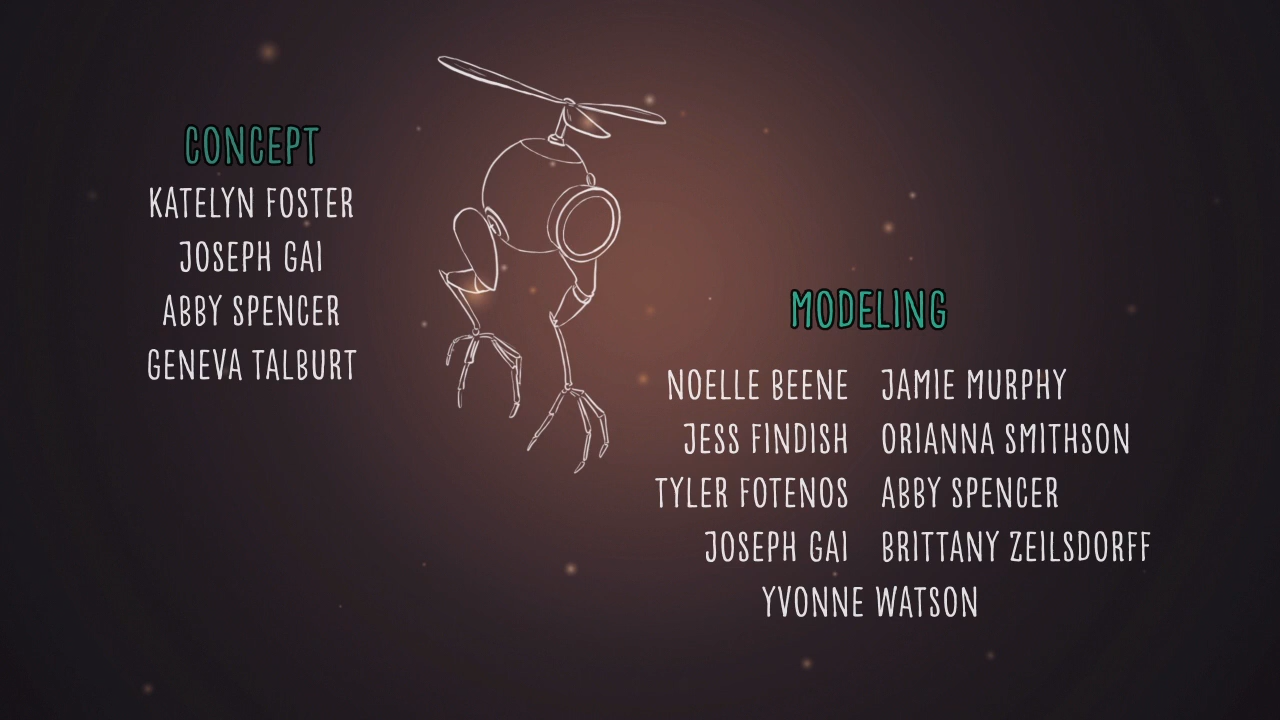 CONCEPT
KATELYN FOSTER
JOSEPH GAI
ABBY SPENCER
GENEVA TALBURT
MODELING
NOELLE BEENE JAMIE MURPHY
JESS FINDISH ORIANNA SMITHSON
TYLER FOTENOS ABBY SPENCER
JOSEPH GAI BRITTANY ZEILSDORFF
YVONNE WATSON